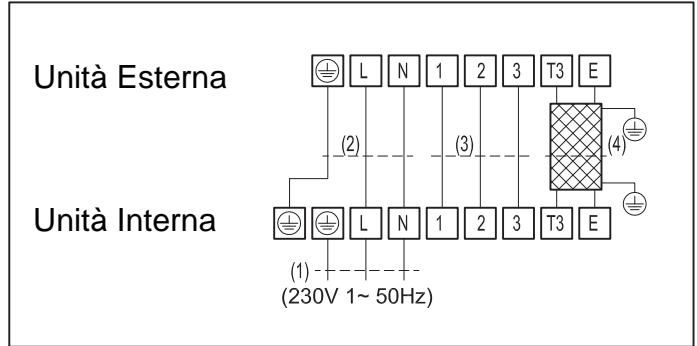 Unità Esterna
L N 1 2 3 T3 E
(2) (3) (4)
Unità Interna
L N 1 2 3 T3 E
(1)
(230V 1~ 50Hz)